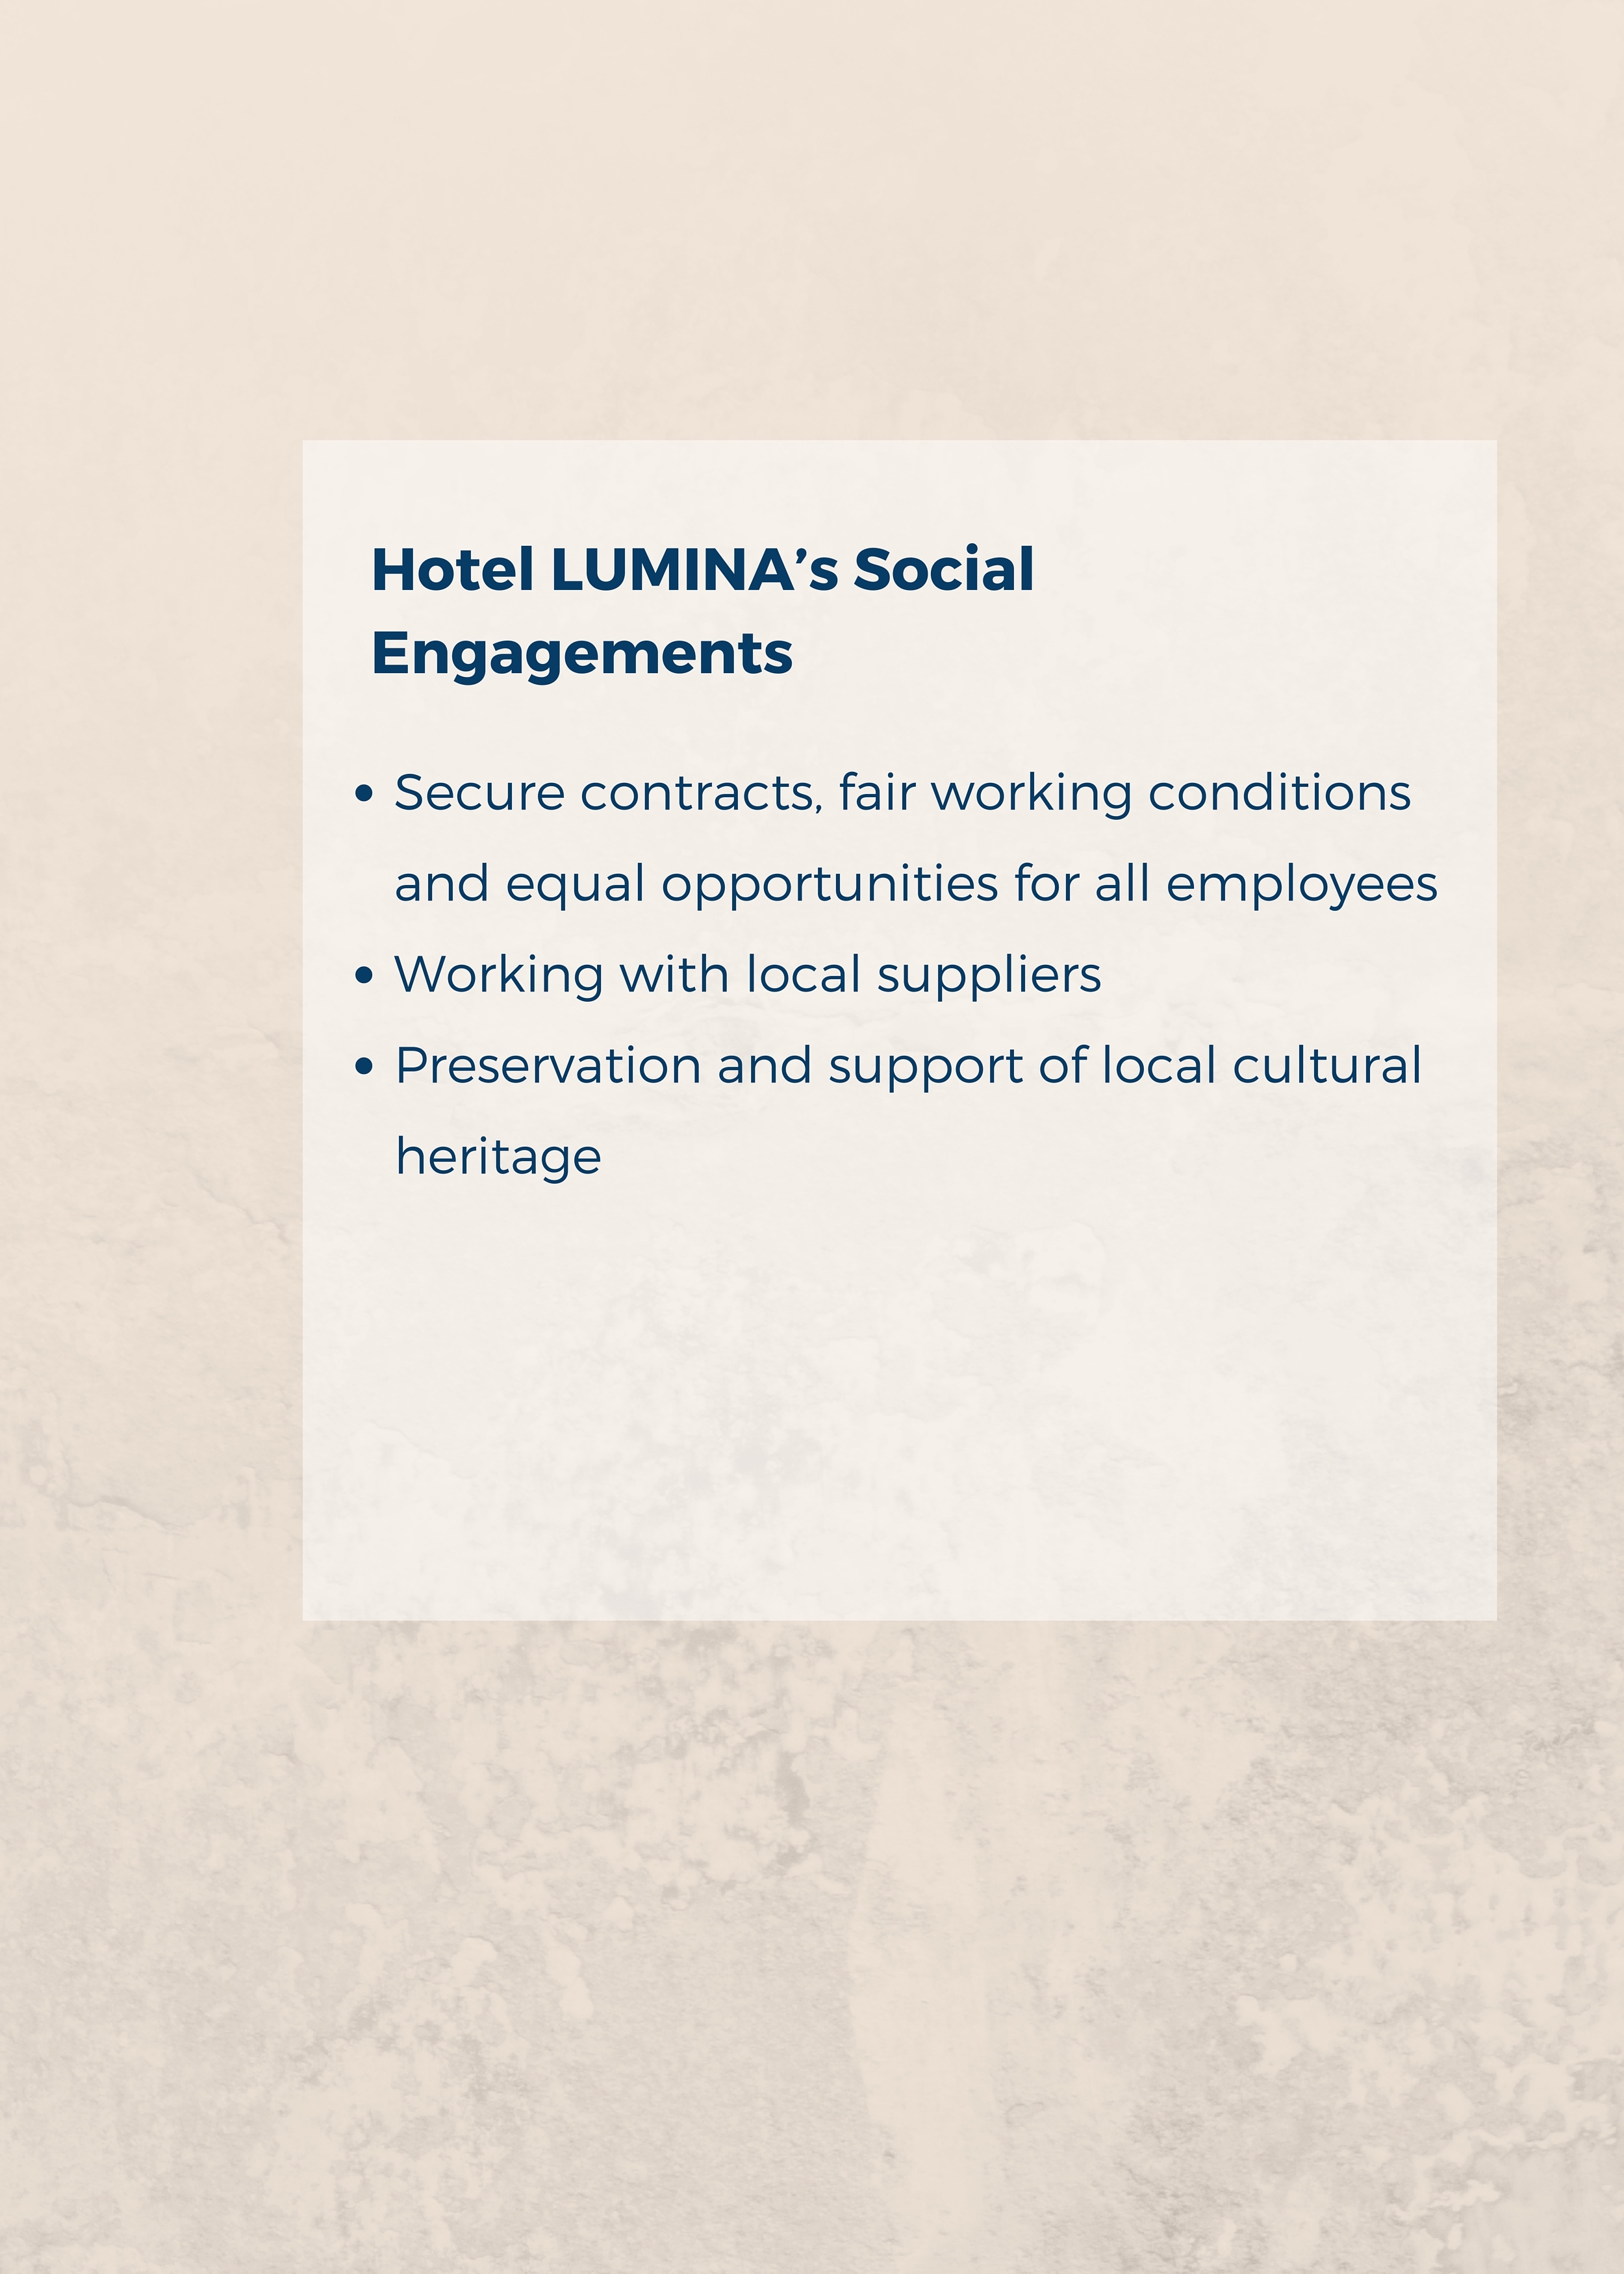 Hotel LUMINA’s Social
Engagements
• Secure contracts, fair working conditions
and equal opportunities for all employees
• Working with local suppliers
• Preservation and support of local cultural
heritage